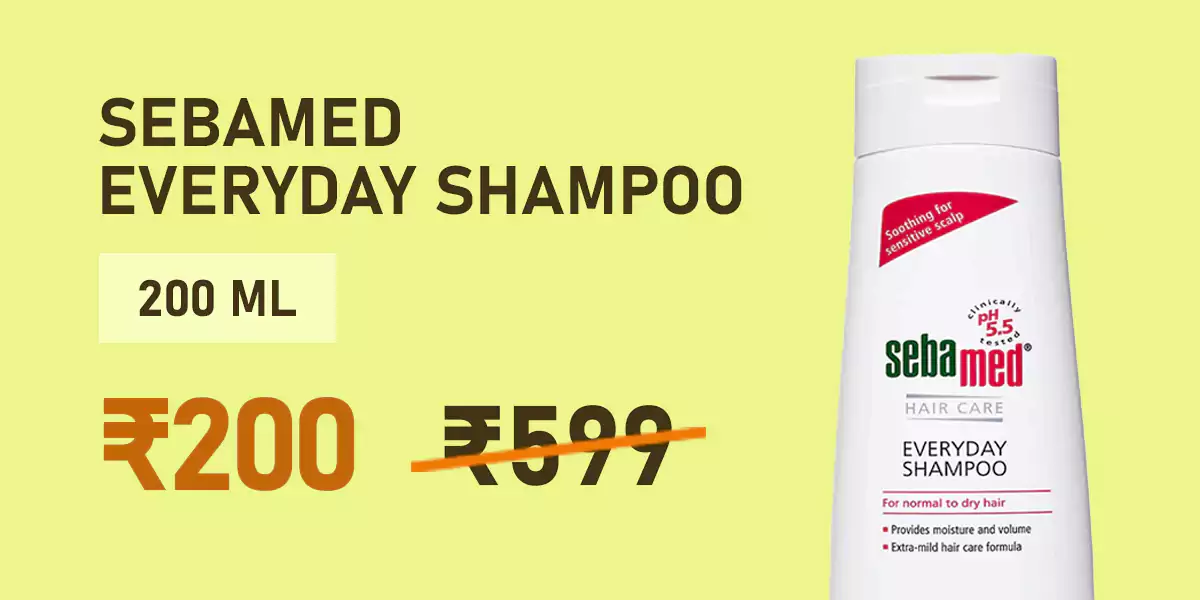 SEBAMED
EVERYDAY SHAMPOO
200 ML
₹200 ₹599
Soothing for
sensitive scalp
clinically
pH
5.5
tested
sebamed®
HAIR CARE
EVERYDAY
SHAMPOO
For normal to dry hair
▪ Provides moisture and volume
▪ Extra-mild hair care formula